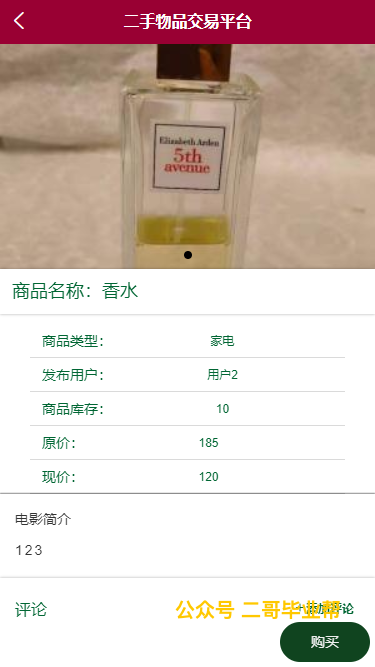 二手物品交易平台
Elizabeth Arden
5th
avenue
商品名称：香水
商品类型： 家电
发布用户： 用户2
商品库存： 10
原价： 185
现价： 120
电影简介
123
评论 添加评论
公众号 二哥毕业帮
购买